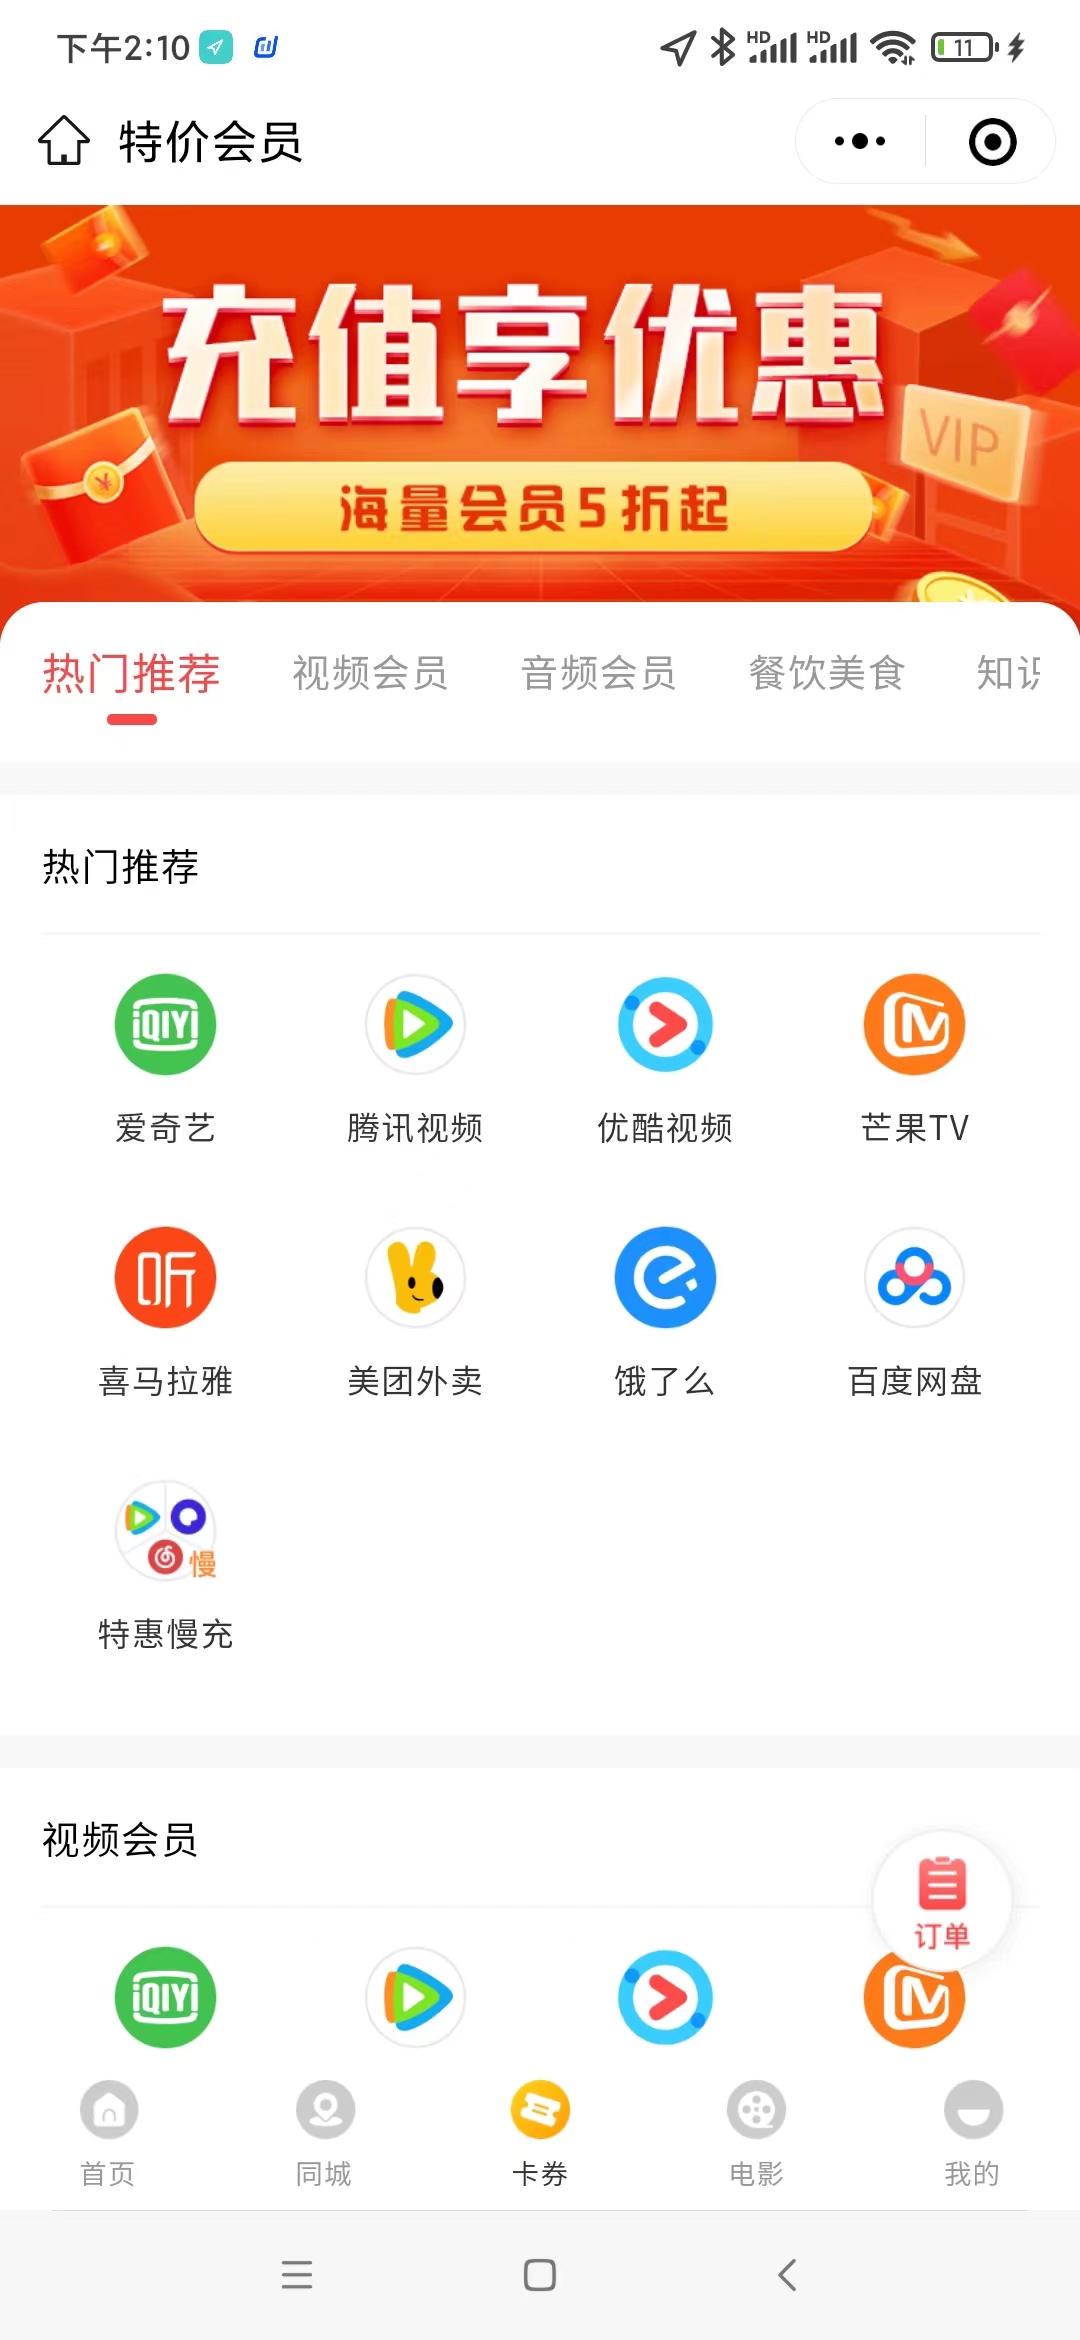 下午2:10
HD HD 11
特价会员
充值享优惠
VIP
海量会员5折起
热门推荐 视频会员 音频会员 餐饮美食 知识
热门推荐
iQIYI
爱奇艺 腾讯视频 优酷视频 芒果TV
听
喜马拉雅 美团外卖 饿了么 百度网盘
慢
特惠慢充
视频会员
订单
iQIYI
首页 同城 卡券 电影 我的